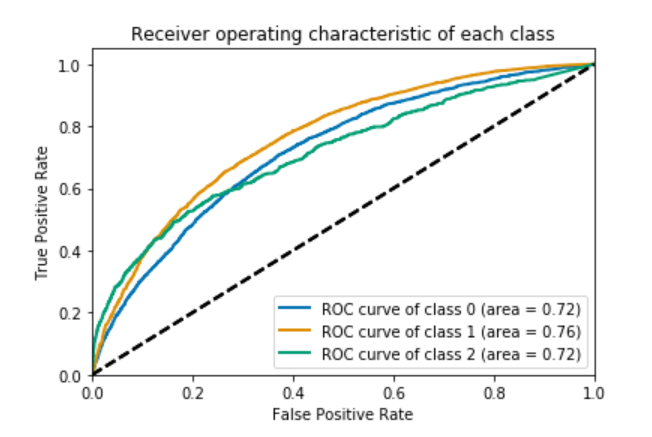 Receiver operating characteristic of each class
1.0
0.8
0.6
0.4
0.2
0.0
True Positive Rate
ROC curve of class 0 (area = 0.72)
ROC curve of class 1 (area = 0.76)
ROC curve of class 2 (area = 0.72)
0.0 0.2 0.4 0.6 0.8 1.0
False Positive Rate